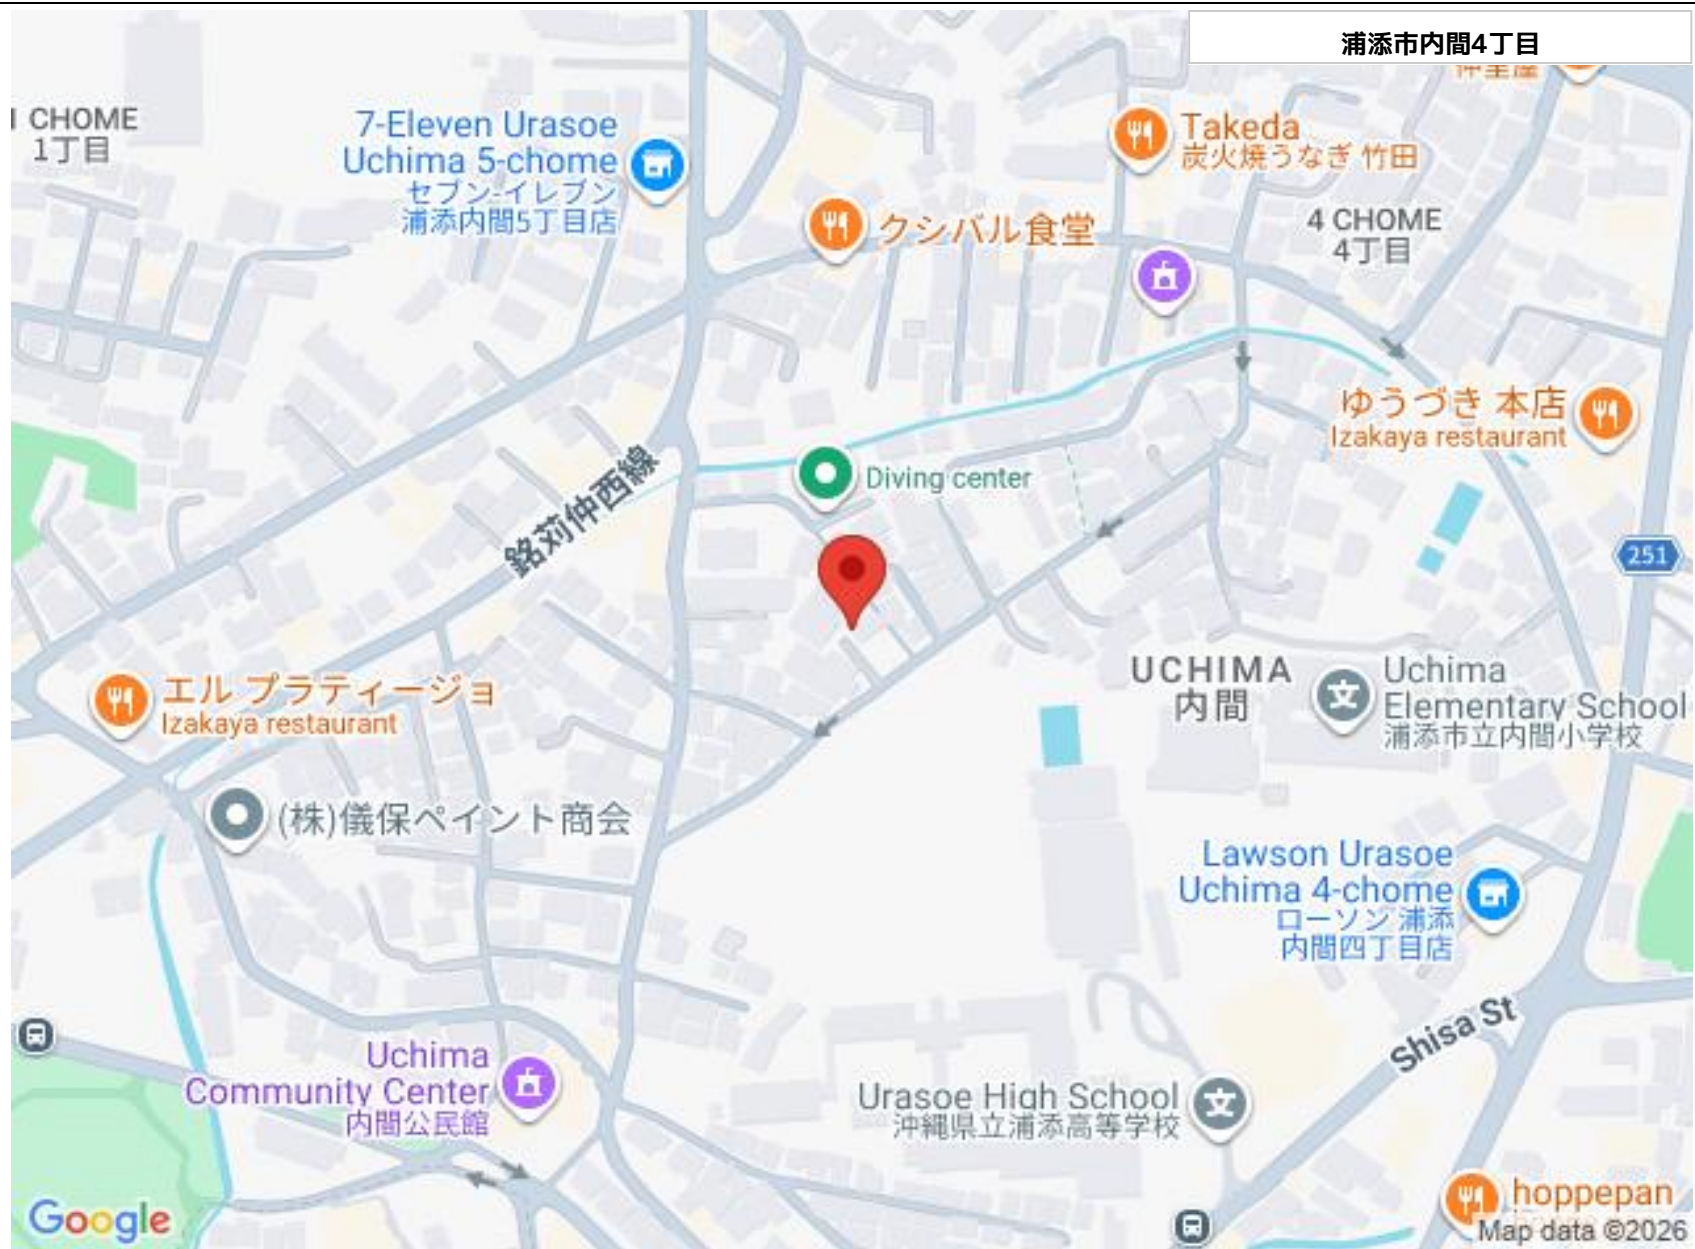 浦添市内間4丁目
CHOME
1丁目
7-Eleven Urasoe
Uchima 5-chome
セブン-イレブン
浦添内間5丁目店
Takeda
炭火焼うなぎ 竹田
クシバル食堂
4 CHOME
4丁目
ゆうづき 本店
Izakaya restaurant
Diving center
銘苅仲西線
251
エル プラティージョ
Izakaya restaurant
UCHIMA
内間
Uchima
Elementary School
浦添市立内間小学校
(株)儀保ペイント商会
Lawson Urasoe
Uchima 4-chome
ローソン 浦添
内間四丁目店
Shisa St
Uchima
Community Center
内間公民館
Urasoe High School
沖縄県立浦添高等学校
hoppepan
Google
Map data ©2026